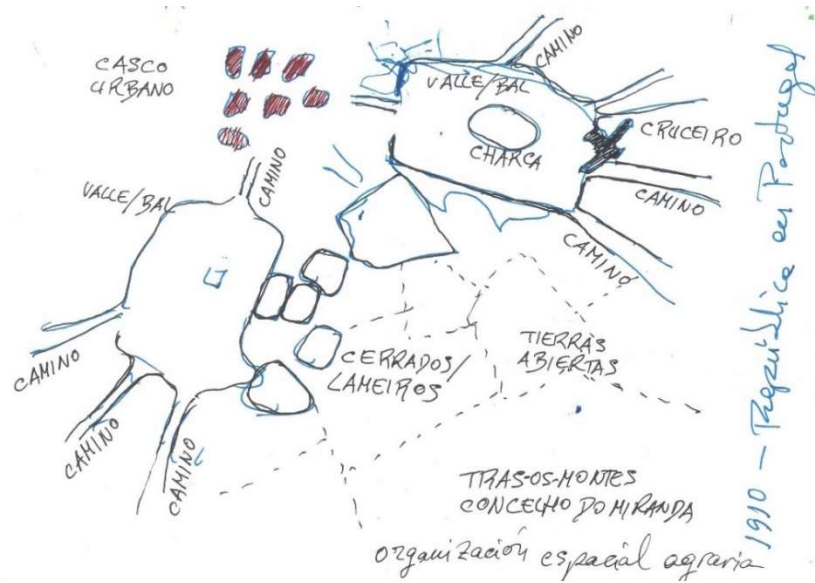 CASCO
URBANO
CAMINO
VALLE/BAL
CHARCA
CRUCEIRO
CAMINO
CAMINO
CAMINO
VALLE/BAL
CAMINO
CAMINO
CAMINO
CERRADOS/
LAMEIROS
TIERRAS
ABIERTAS
TRAS-OS-MONTES
CONCELHO DO MIRANDA
organización espacial agraria
1910 — República en Portugal